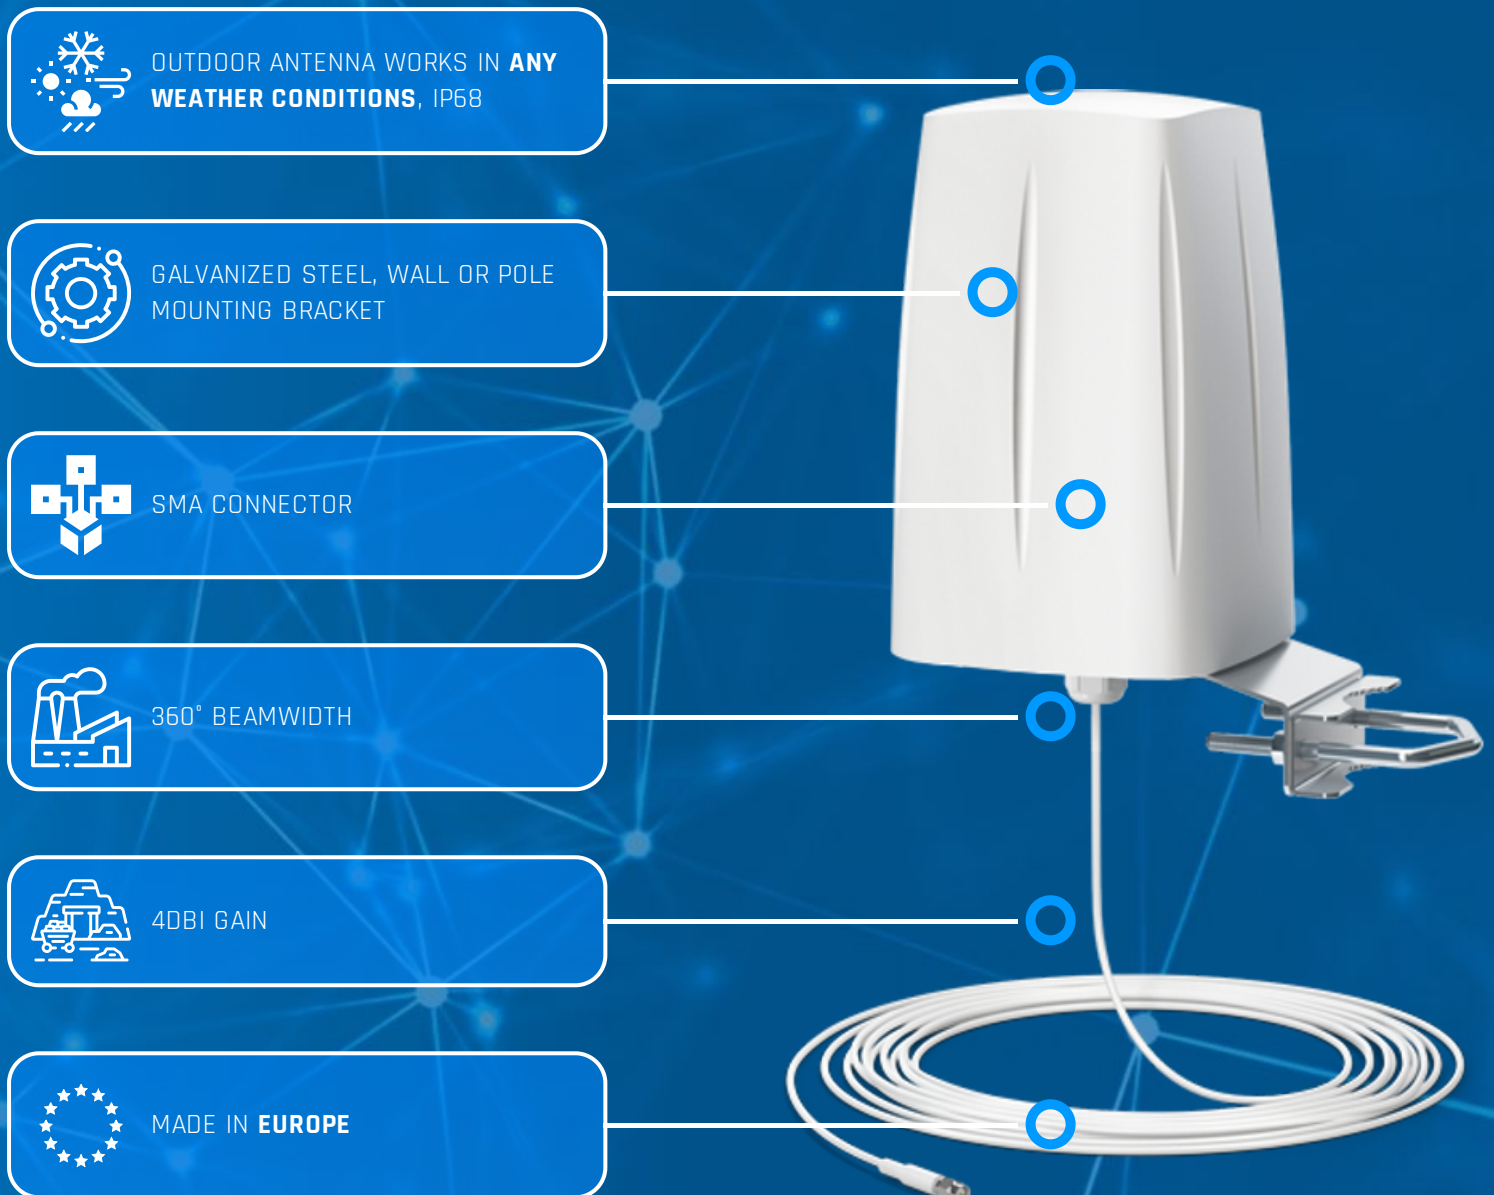 OUTDOOR ANTENNA WORKS IN ANY
WEATHER CONDITIONS, IP68
GALVANIZED STEEL, WALL OR POLE
MOUNTING BRACKET
SMA CONNECTOR
360° BEAMWIDTH
4DBI GAIN
MADE IN EUROPE